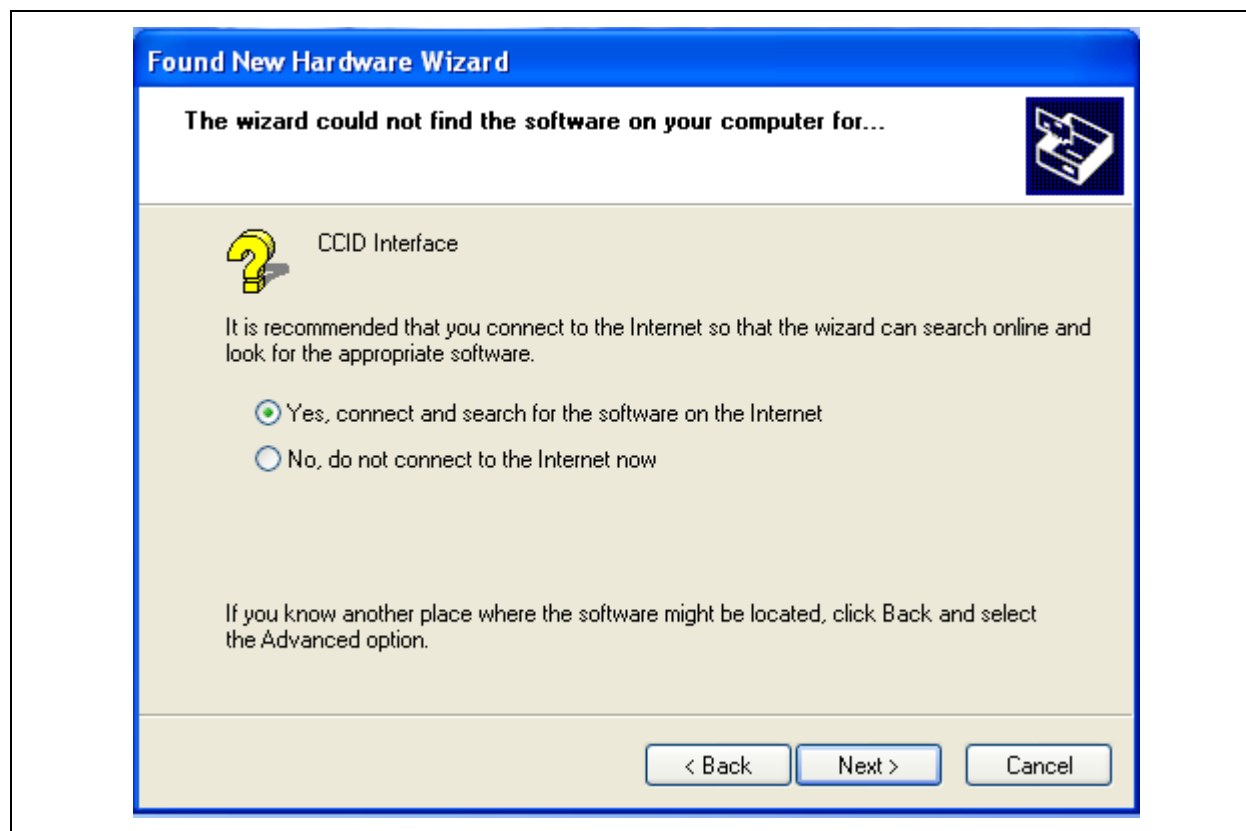 Found New Hardware Wizard
The wizard could not find the software on your computer for...
CCID Interface
It is recommended that you connect to the Internet so that the wizard can search online and
look for the appropriate software.
Yes, connect and search for the software on the Internet
No, do not connect to the Internet now
If you know another place where the software might be located, click Back and select
the Advanced option.
< Back Next > Cancel